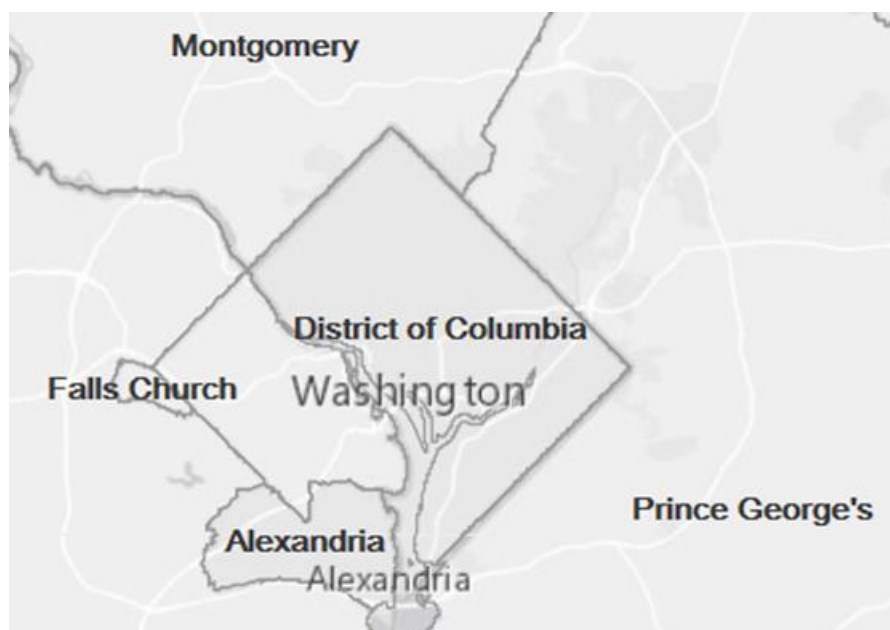 Montgomery
District of Columbia
Falls Church
Washington
Prince George's
Alexandria
Alexandria